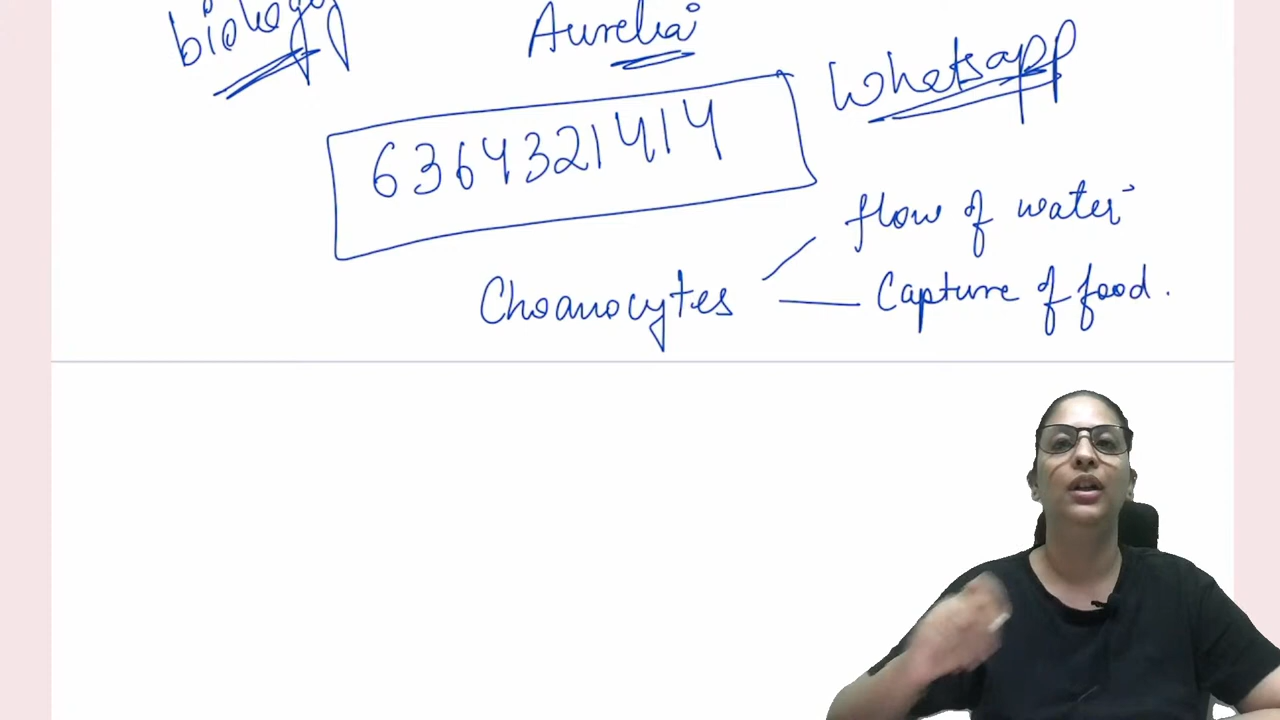 biology
Aurelia
Whatsapp
6364321414
flow of water
Choanocytes
Capture of food.